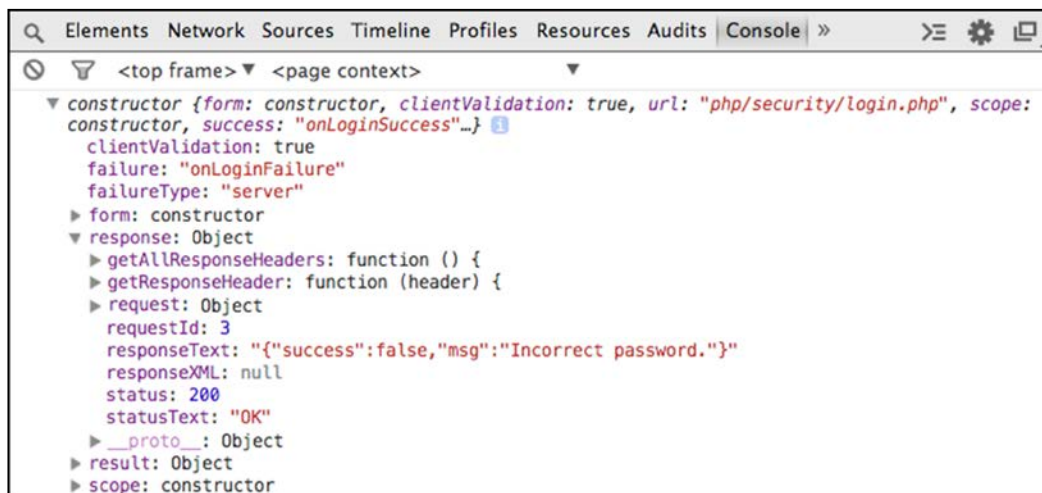 Elements Network Sources Timeline Profiles Resources Audits Console »
<top frame> ▼ <page context> ▼
▼ constructor {form: constructor, clientValidation: true, url: "php/security/login.php", scope:
constructor, success: "onLoginSuccess"…} i
clientValidation: true
failure: "onLoginFailure"
failureType: "server"
▶ form: constructor
▼ response: Object
▶ getAllResponseHeaders: function () {
▶ getResponseHeader: function (header) {
▶ request: Object
requestId: 3
responseText: "{"success":false,"msg":"Incorrect password."}"
responseXML: null
status: 200
statusText: "OK"
▶ __proto__: Object
▶ result: Object
▶ scope: constructor